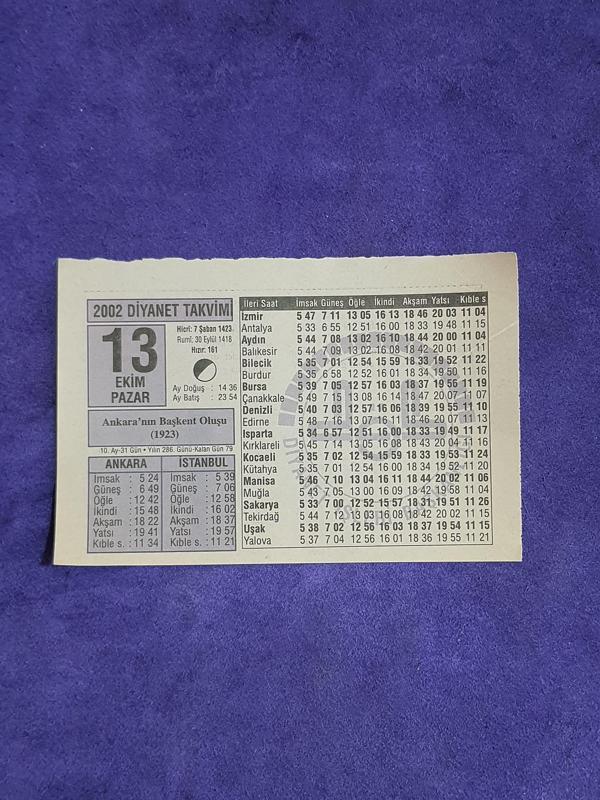 2002 DİYANET TAKVİMİ
13
EKİM
PAZAR
Hicrî: 7 Şaban 1423
Rumî: 30 Eylül 1418
Hızır: 161
Ay Doğuş : 14 36
Ay Batış : 23 54
Ankara'nın Başkent Oluşu
(1923)
10. Ay-31 Gün • Yılın 286. Günü-Kalan Gün 79
ANKARA
İmsak : 5 24
Güneş : 6 49
Öğle : 12 42
İkindi : 15 48
Akşam : 18 22
Yatsı : 19 41
Kıble s. : 11 34
İSTANBUL
İmsak : 5 39
Güneş : 7 06
Öğle : 12 58
İkindi : 16 02
Akşam : 18 37
Yatsı : 19 57
Kıble s. : 11 21
İleri Saat İmsak Güneş Öğle İkindi Akşam Yatsı Kıble s
İzmir 5 47 7 11 13 05 16 13 18 46 20 03 11 04
Antalya 5 33 6 55 12 51 16 00 18 33 19 48 11 15
Aydın 5 44 7 08 13 02 16 10 18 44 20 00 11 04
Balıkesir 5 44 7 09 13 02 16 08 18 42 20 01 11 11
Bilecik 5 35 7 01 12 54 15 59 18 33 19 52 11 22
Burdur 5 35 6 58 12 52 16 01 18 34 19 50 11 16
Bursa 5 39 7 05 12 57 16 03 18 37 19 55 11 19
Çanakkale 5 49 7 15 13 08 16 14 18 47 20 07 11 07
Denizli 5 40 7 03 12 57 16 06 18 39 19 55 11 10
Edirne 5 48 7 16 13 07 16 11 18 46 20 07 11 13
Isparta 5 34 6 57 12 51 16 00 18 33 19 49 11 17
Kırklareli 5 45 7 14 13 05 16 08 18 43 20 04 11 16
Kocaeli 5 35 7 02 12 54 15 59 18 33 19 53 11 24
Kütahya 5 35 7 01 12 54 16 00 18 34 19 52 11 20
Manisa 5 46 7 10 13 04 16 11 18 44 20 02 11 06
Muğla 5 43 7 05 13 00 16 09 18 42 19 58 11 04
Sakarya 5 33 7 00 12 52 15 57 18 31 19 51 11 26
Tekirdağ 5 44 7 12 13 03 16 08 18 42 20 02 11 15
Uşak 5 38 7 02 12 56 16 03 18 37 19 54 11 15
Yalova 5 37 7 04 12 56 16 01 18 36 19 55 11 21